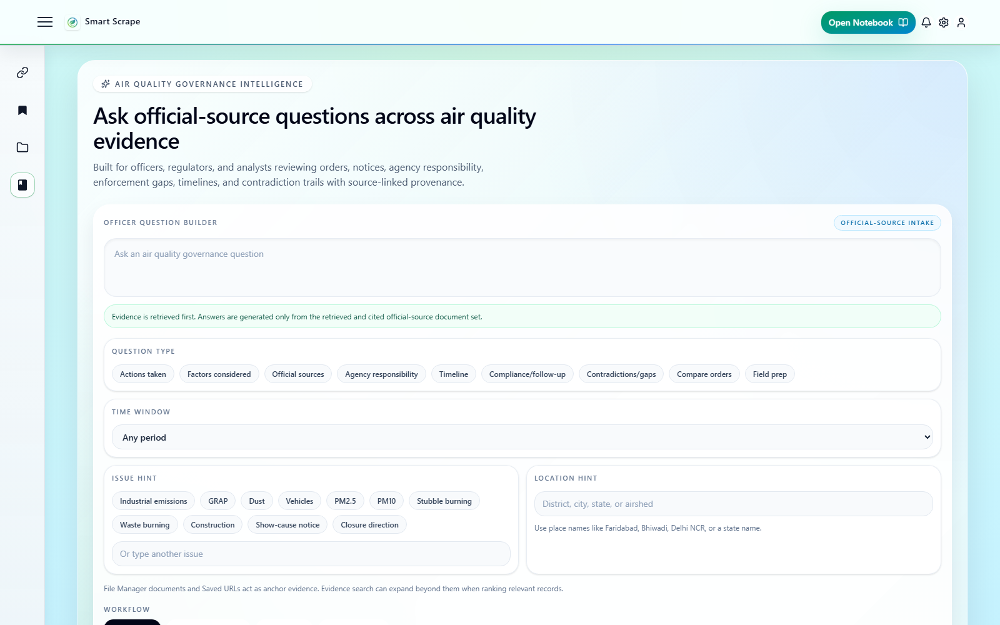 Smart Scrape
Open Notebook
AIR QUALITY GOVERNANCE INTELLIGENCE
Ask official-source questions across air quality
evidence
Built for officers, regulators, and analysts reviewing orders, notices, agency responsibility,
enforcement gaps, timelines, and contradiction trails with source-linked provenance.
OFFICER QUESTION BUILDER
OFFICIAL-SOURCE INTAKE
Ask an air quality governance question
Evidence is retrieved first. Answers are generated only from the retrieved and cited official-source document set.
QUESTION TYPE
Actions taken Factors considered Official sources Agency responsibility Timeline Compliance/follow-up Contradictions/gaps Compare orders Field prep
TIME WINDOW
Any period
ISSUE HINT
Industrial emissions GRAP Dust Vehicles PM2.5 PM10 Stubble burning
Waste burning Construction Show-cause notice Closure direction
Or type another issue
LOCATION HINT
District, city, state, or airshed
Use place names like Faridabad, Bhiwadi, Delhi NCR, or a state name.
File Manager documents and Saved URLs act as anchor evidence. Evidence search can expand beyond them when ranking relevant records.
WORKFLOW